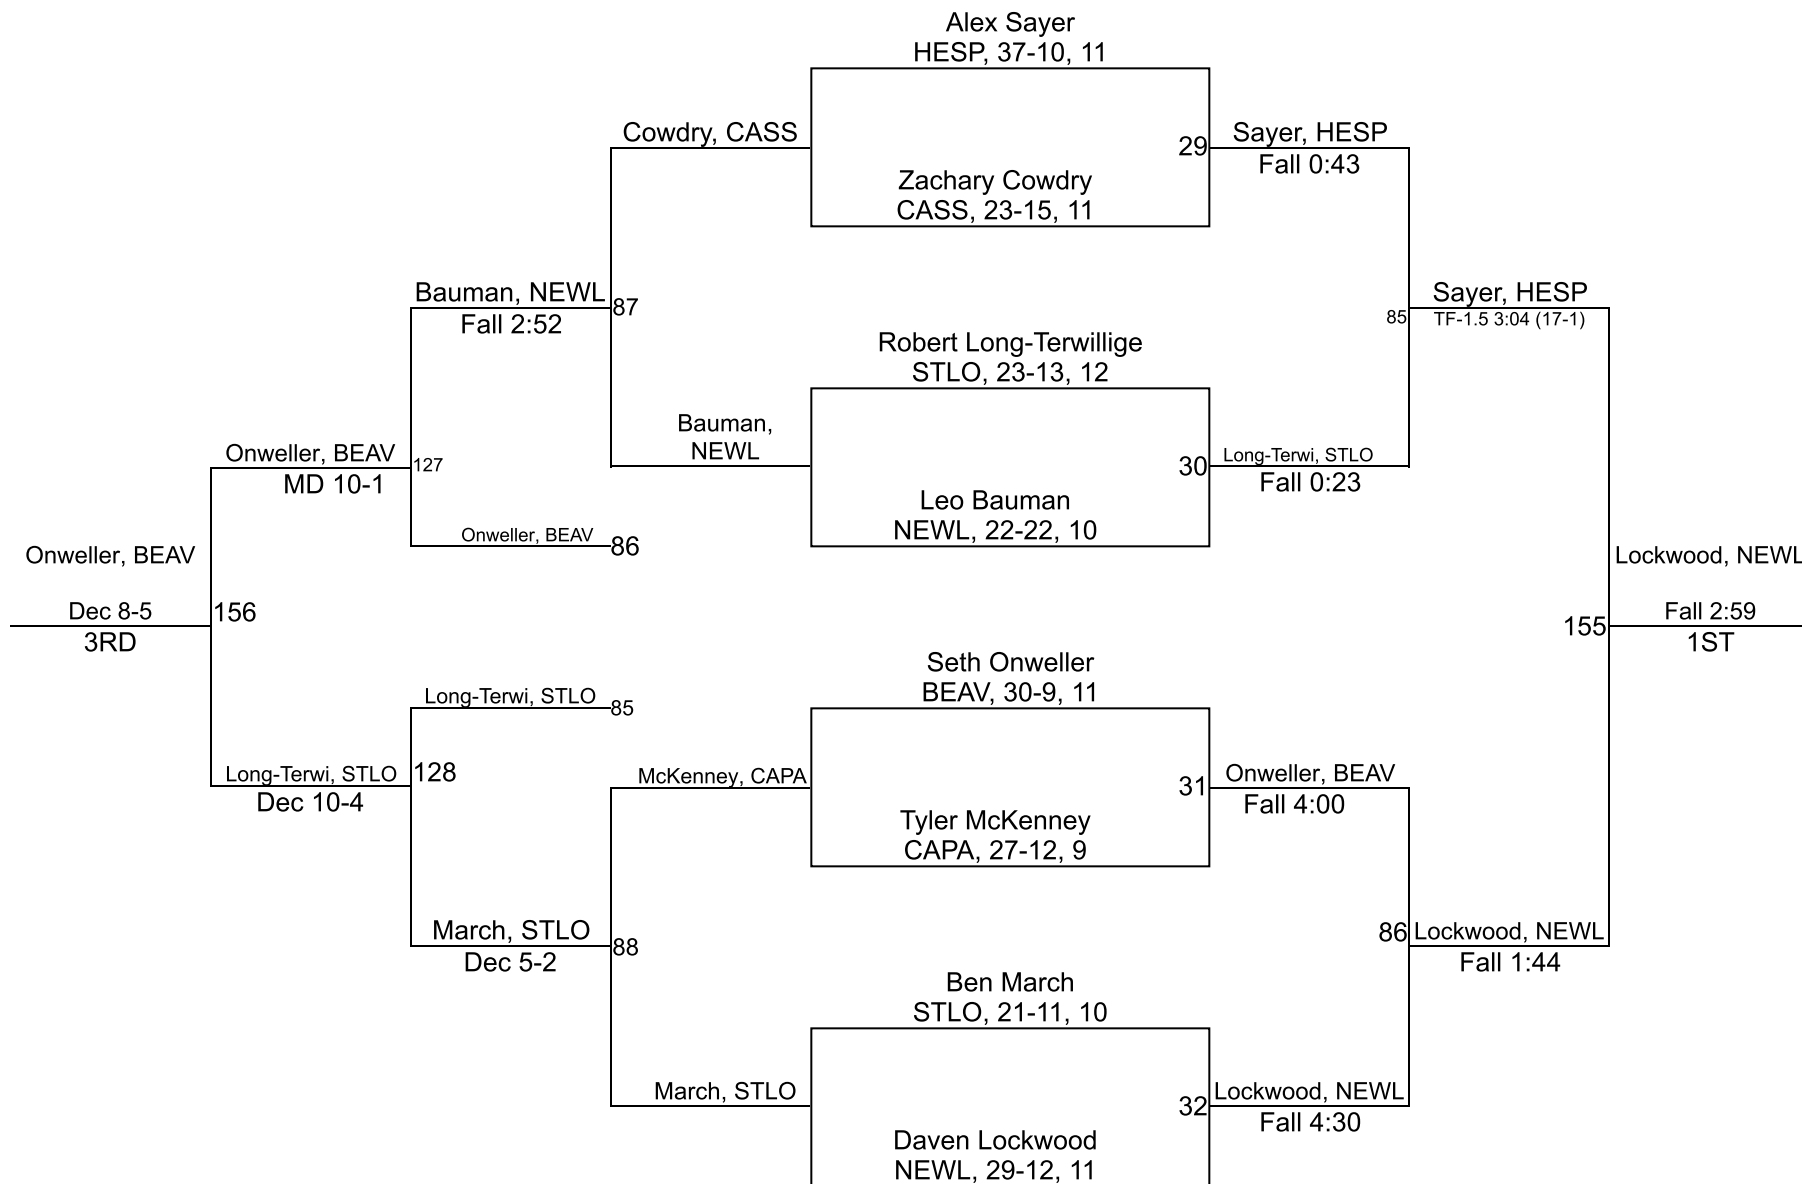 Alex Sayer
HESP, 37-10, 11
Cowdry, CASS
29
Sayer, HESP
Fall 0:43
Zachary Cowdry
CASS, 23-15, 11
Bauman, NEWL
87
Fall 2:52
Sayer, HESP
85
TF-1.5 3:04 (17-1)
Robert Long-Terwillige
STLO, 23-13, 12
Bauman,
NEWL
30
Long-Terwi, STLO
Fall 0:23
Onweller, BEAV
127
MD 10-1
Leo Bauman
NEWL, 22-22, 10
Onweller, BEAV
86
Onweller, BEAV
Dec 8-5
156
3RD
Lockwood, NEWL
155
Fall 2:59
1ST
Seth Onweller
BEAV, 30-9, 11
Long-Terwi, STLO
85
McKenney, CAPA
31
Onweller, BEAV
Fall 4:00
Long-Terwi, STLO
128
Dec 10-4
Tyler McKenney
CAPA, 27-12, 9
March, STLO
88
Dec 5-2
86
Lockwood, NEWL
Fall 1:44
Ben March
STLO, 21-11, 10
March, STLO
32
Lockwood, NEWL
Fall 4:30
Daven Lockwood
NEWL, 29-12, 11